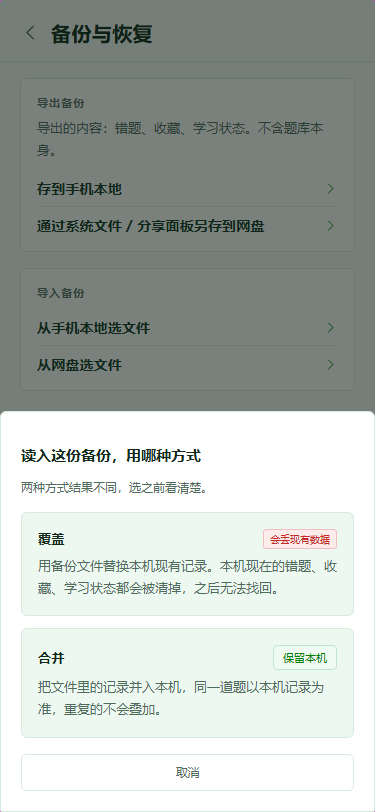 备份与恢复
导出备份
导出的内容：错题、收藏、学习状态。不含题库本
身。
存到手机本地
通过系统文件 / 分享面板另存到网盘
导入备份
从手机本地选文件
从网盘选文件
读入这份备份，用哪种方式
两种方式结果不同，选之前看清楚。
覆盖
会丢现有数据
用备份文件替换本机现有记录。本机现在的错题、收
藏、学习状态都会被清掉，之后无法找回。
合并
保留本机
把文件里的记录并入本机，同一道题以本机记录为
准，重复的不会叠加。
取消